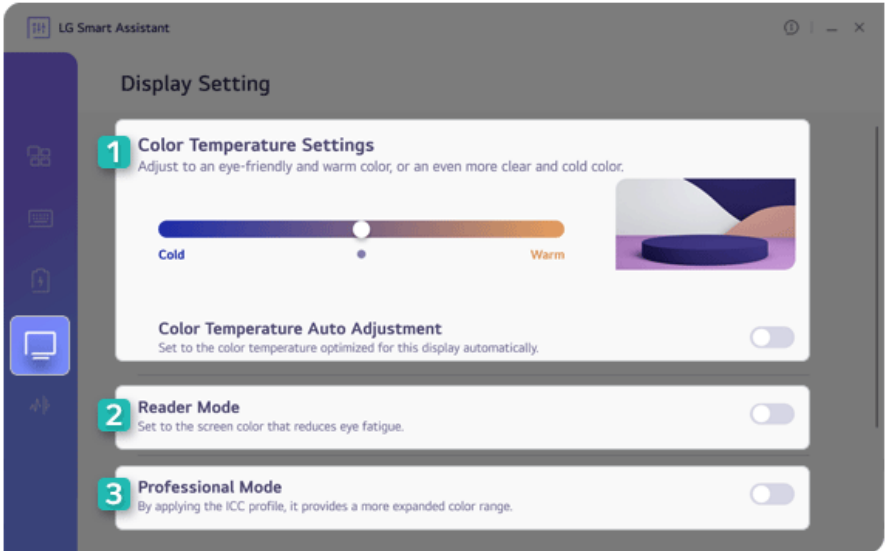 LG Smart Assistant
Display Setting
1
Color Temperature Settings
Adjust to an eye-friendly and warm color, or an even more clear and cold color.
Cold
Warm
Color Temperature Auto Adjustment
Set to the color temperature optimized for this display automatically.
2
Reader Mode
Set to the screen color that reduces eye fatigue.
3
Professional Mode
By applying the ICC profile, it provides a more expanded color range.